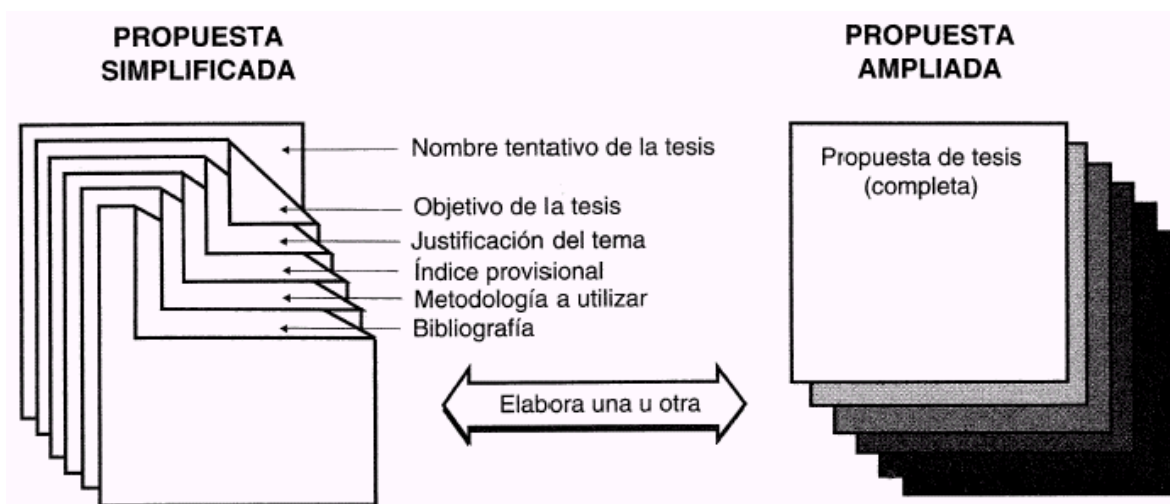 PROPUESTA
SIMPLIFICADA
Nombre tentativo de la tesis
Objetivo de la tesis
Justificación del tema
Índice provisional
Metodología a utilizar
Bibliografía
Elabora una u otra
PROPUESTA
AMPLIADA
Propuesta de tesis
(completa)